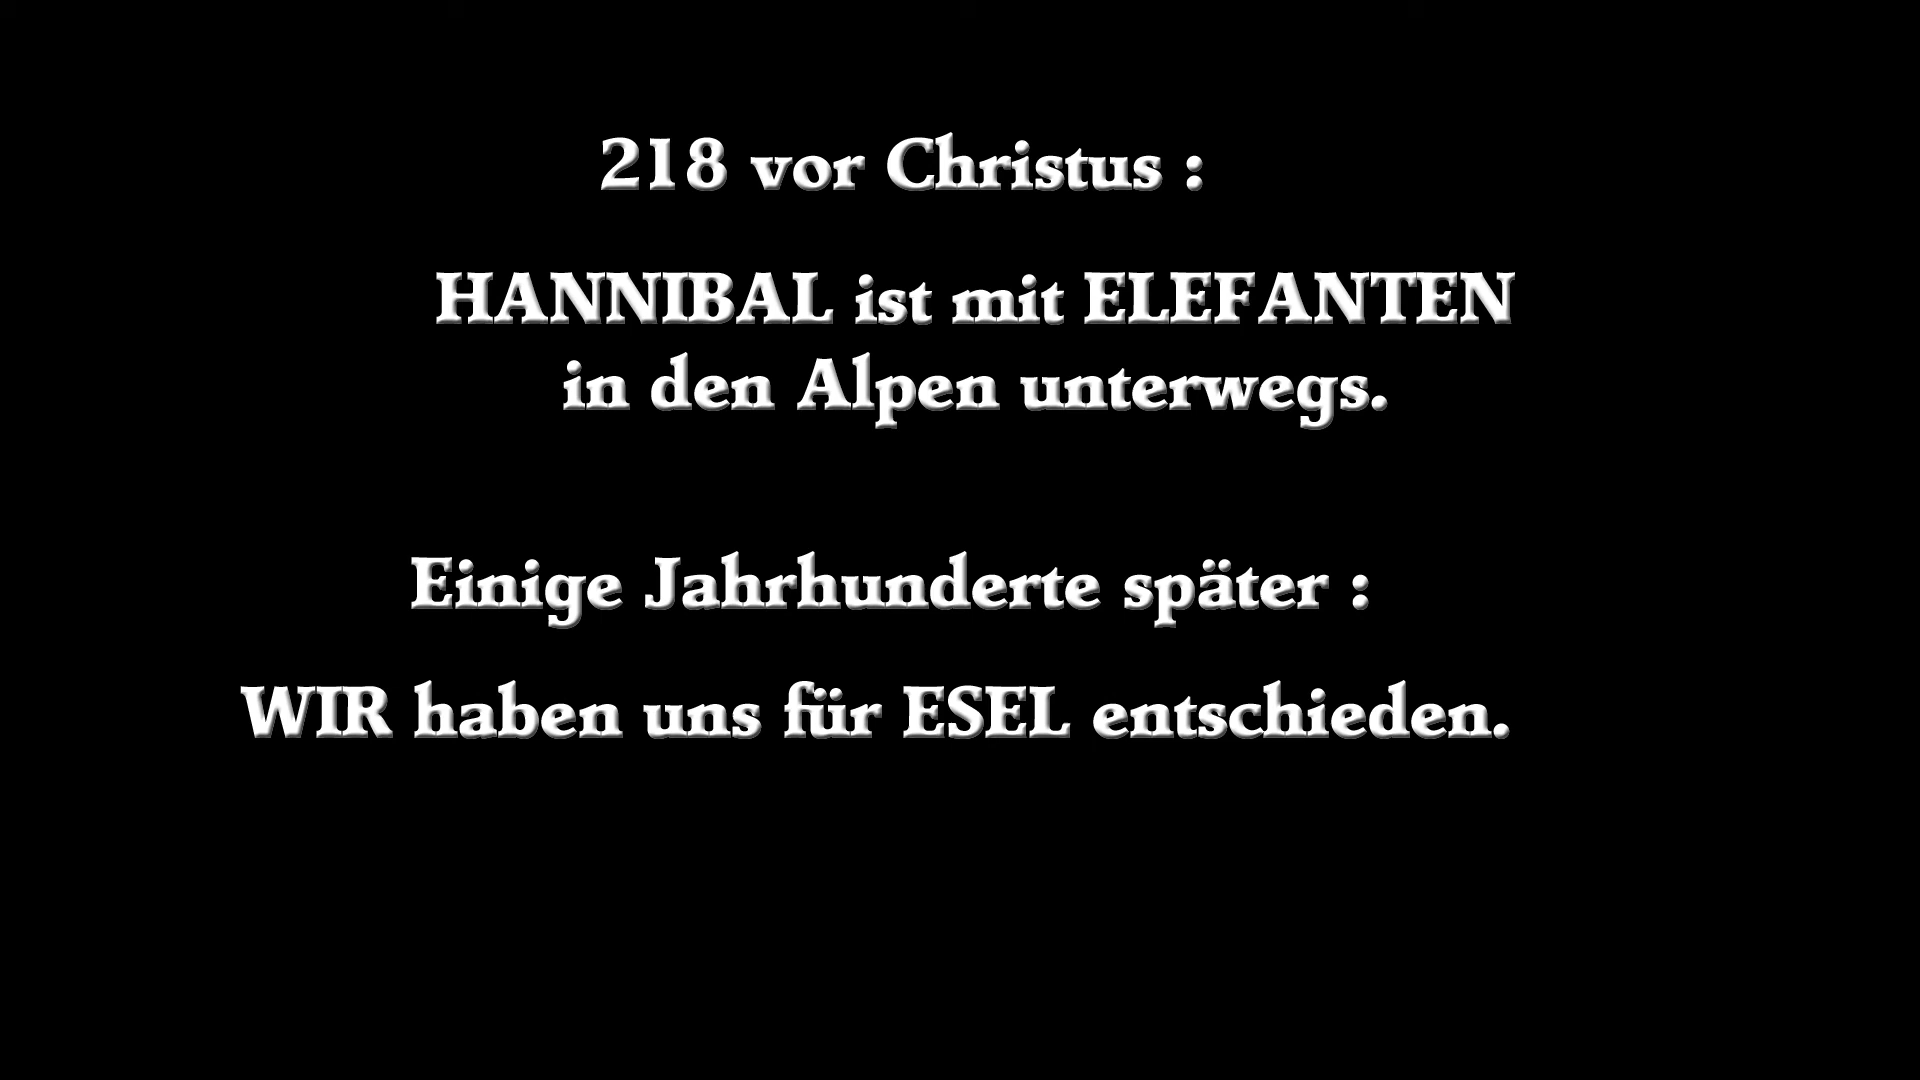 218 vor Christus :
HANNIBAL ist mit ELEFANTEN
in den Alpen unterwegs.
Einige Jahrhunderte später :
WIR haben uns für ESEL entschieden.